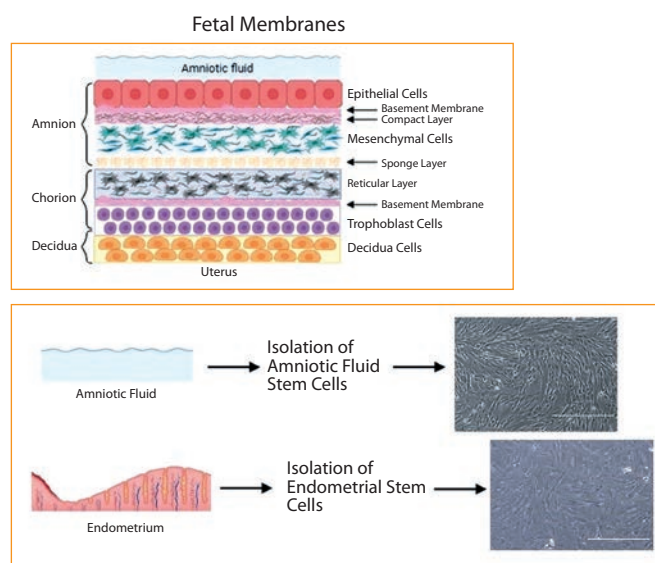 Fetal Membranes
Amniotic fluid
Epithelial Cells
Basement Membrane
Compact Layer
Amnion
Mesenchymal Cells
Sponge Layer
Reticular Layer
Chorion
Basement Membrane
Trophoblast Cells
Decidua
Decidua Cells
Uterus
Isolation of
Amniotic Fluid
Stem Cells
Amniotic Fluid
Isolation of
Endometrial Stem
Cells
Endometrium